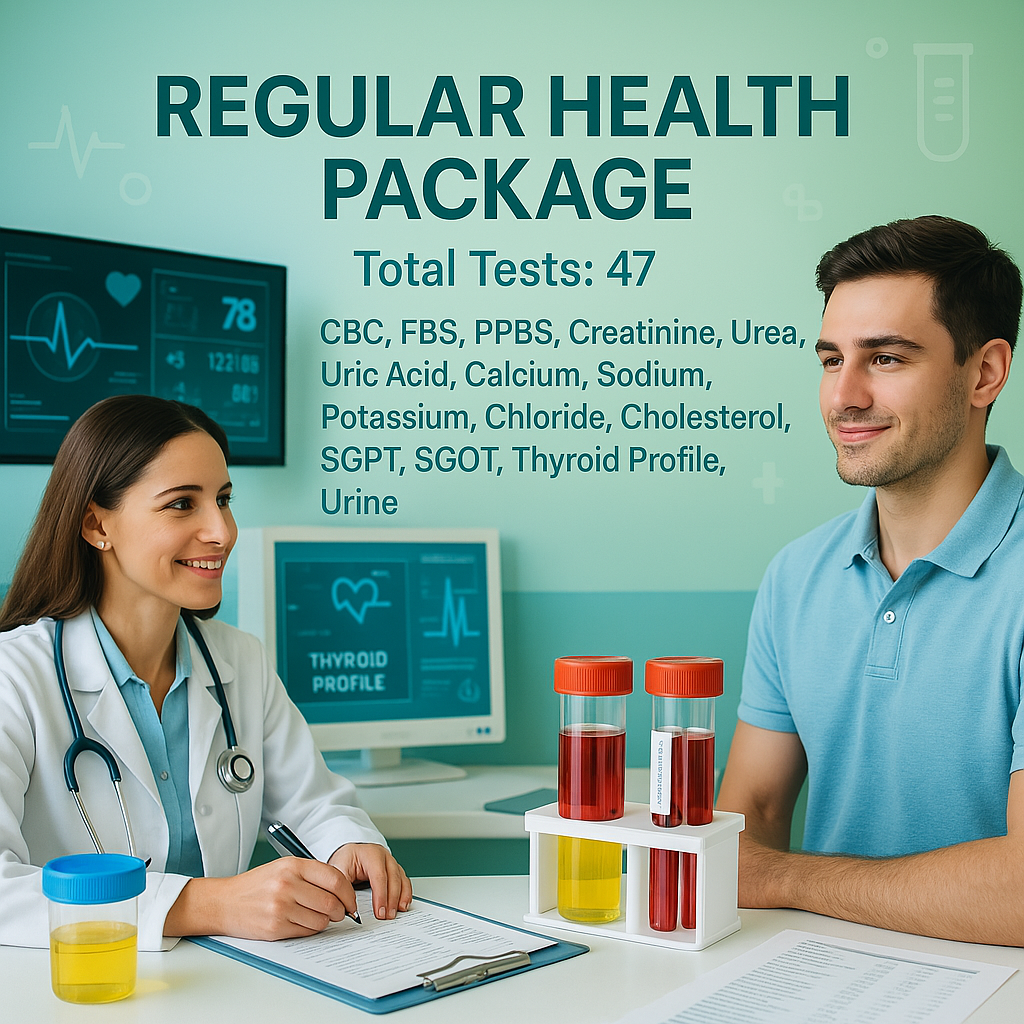 REGULAR HEALTH
PACKAGE
Total Tests: 47
CBC, FBS, PPBS, Creatinine, Urea,
Uric Acid, Calcium, Sodium,
Potassium, Chloride, Cholesterol,
SGPT, SGOT, Thyroid Profile,
Urine
78
THYROID
PROFILE